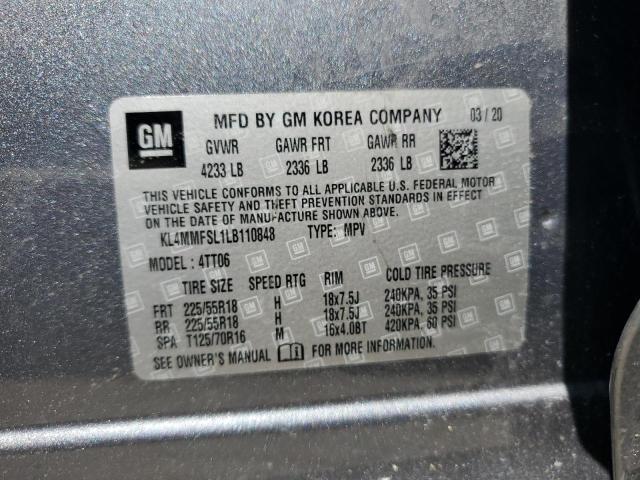 GM
MFD BY GM KOREA COMPANY 03/20
GVWR GAWR FRT GAWR RR
4233 LB 2336 LB 2336 LB
THIS VEHICLE CONFORMS TO ALL APPLICABLE U.S. FEDERAL MOTOR
VEHICLE SAFETY AND THEFT PREVENTION STANDARDS IN EFFECT
ON THE DATE OF MANUFACTURE SHOWN ABOVE.
KL4MMFSL1LB110848 TYPE: MPV
MODEL: 4TT06
TIRE SIZE SPEED RTG RIM COLD TIRE PRESSURE
FRT 225/55R18 H 18x7.5J 240KPA, 35 PSI
RR 225/55R18 H 18x7.5J 240KPA, 35 PSI
SPA T125/70R16 M 16x4.0BT 420KPA, 60 PSI
SEE OWNER'S MANUAL FOR MORE INFORMATION.